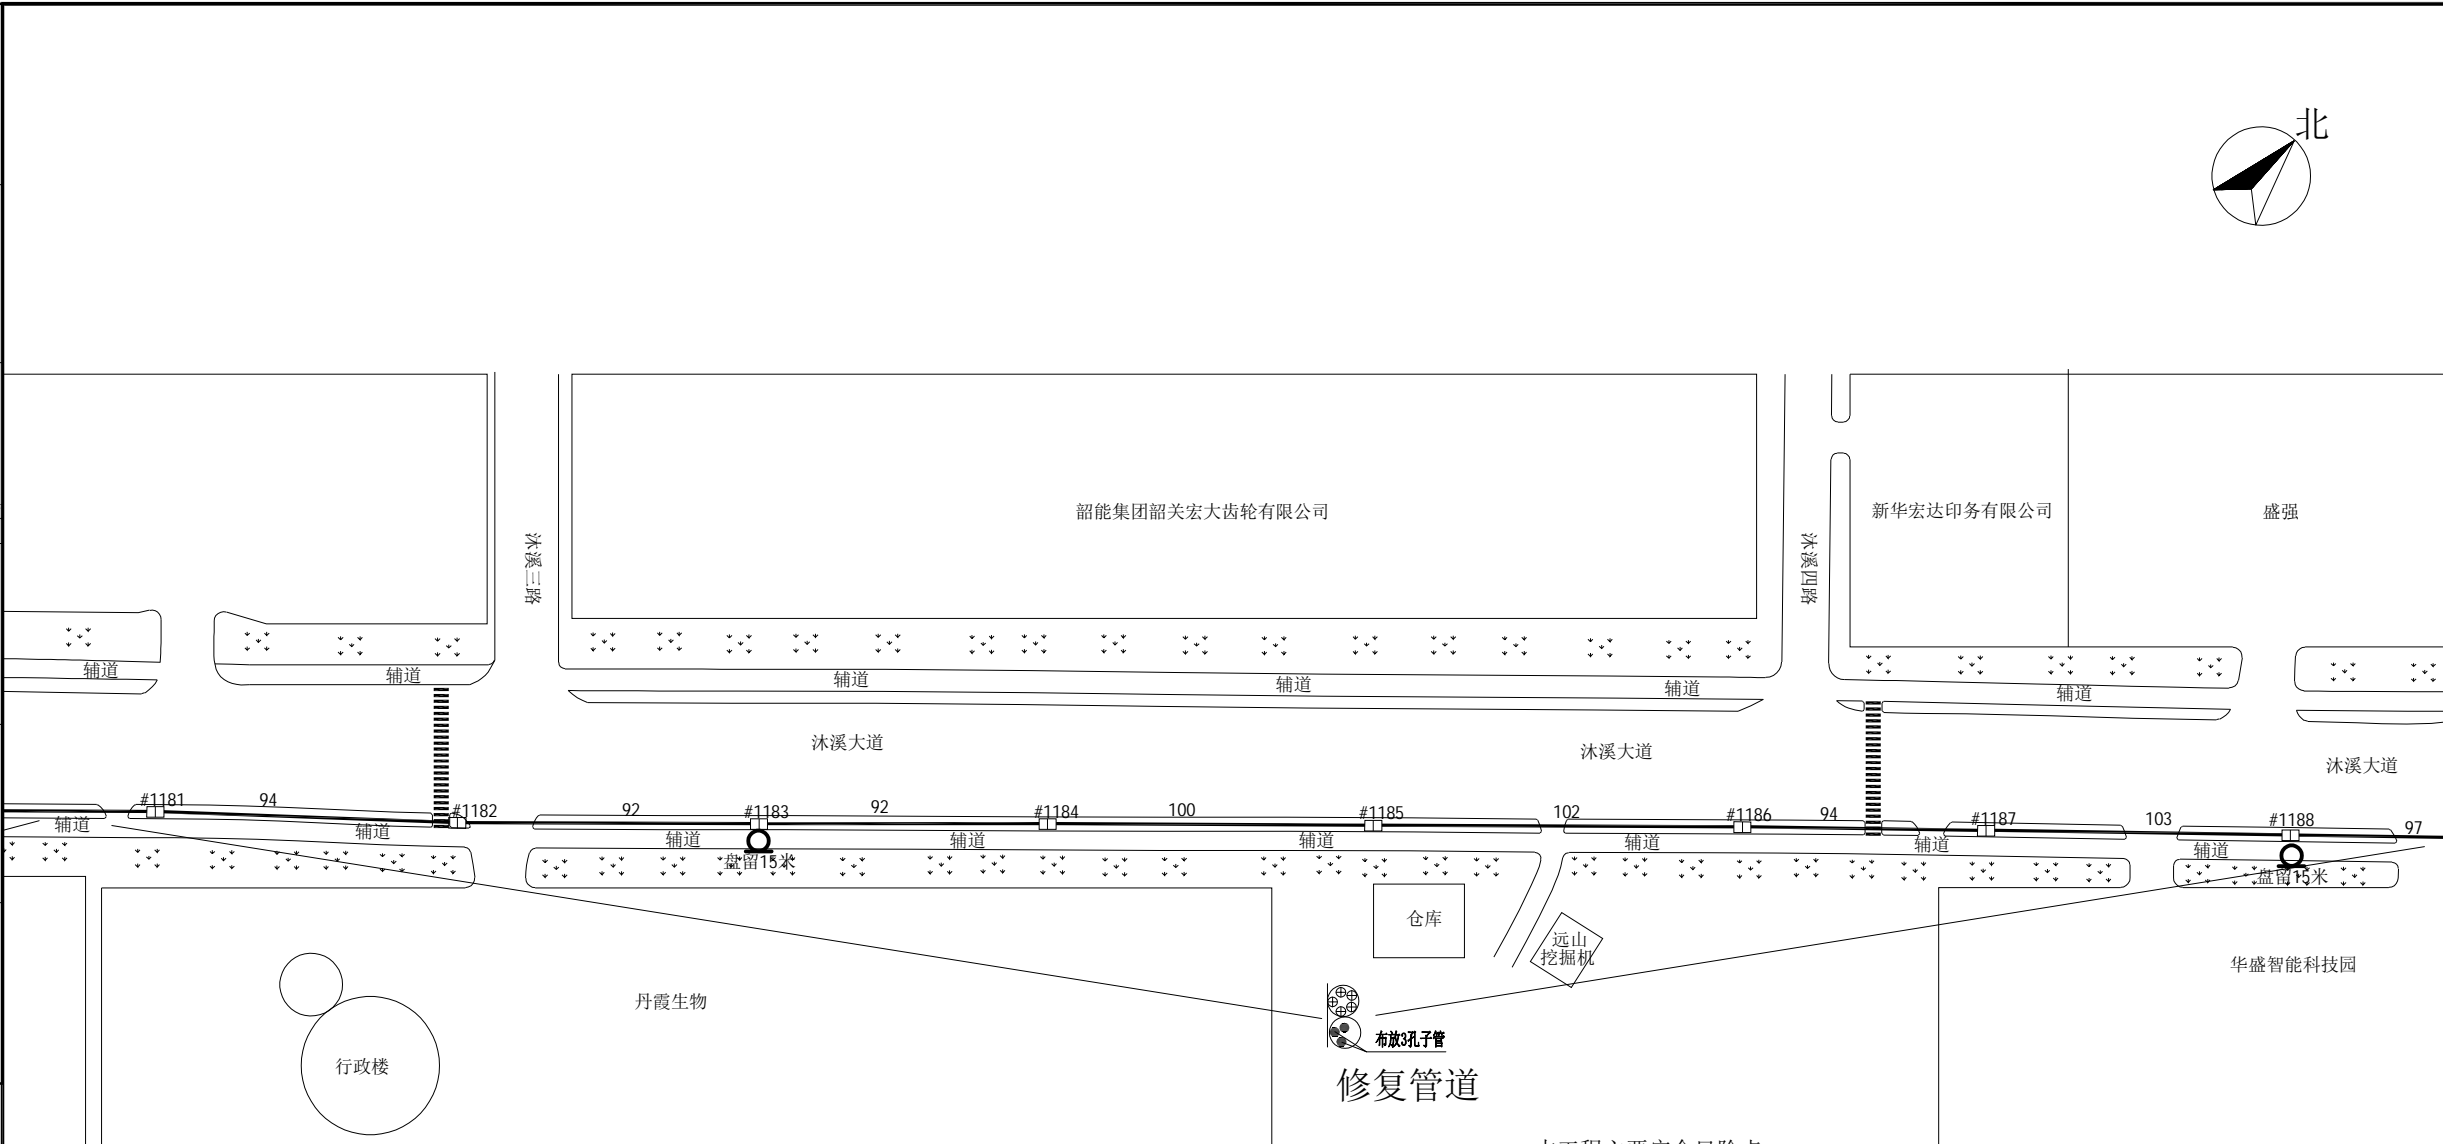 北
韶能集团韶关宏大齿轮有限公司
新华宏达印务有限公司
盛强
沐溪三路
沐溪四路
辅道
辅道
辅道
辅道
辅道
辅道
沐溪大道
沐溪大道
沐溪大道
#1181
94
#1182
92
#1183
92
#1184
100
#1185
102
#1186
94
#1187
103
#1188
97
辅道
辅道
辅道
辅道
辅道
辅道
辅道
辅道
盘留15米
盘留15米
仓库
远山
挖掘机
华盛智能科技园
丹霞生物
布放3孔子管
行政楼
修复管道